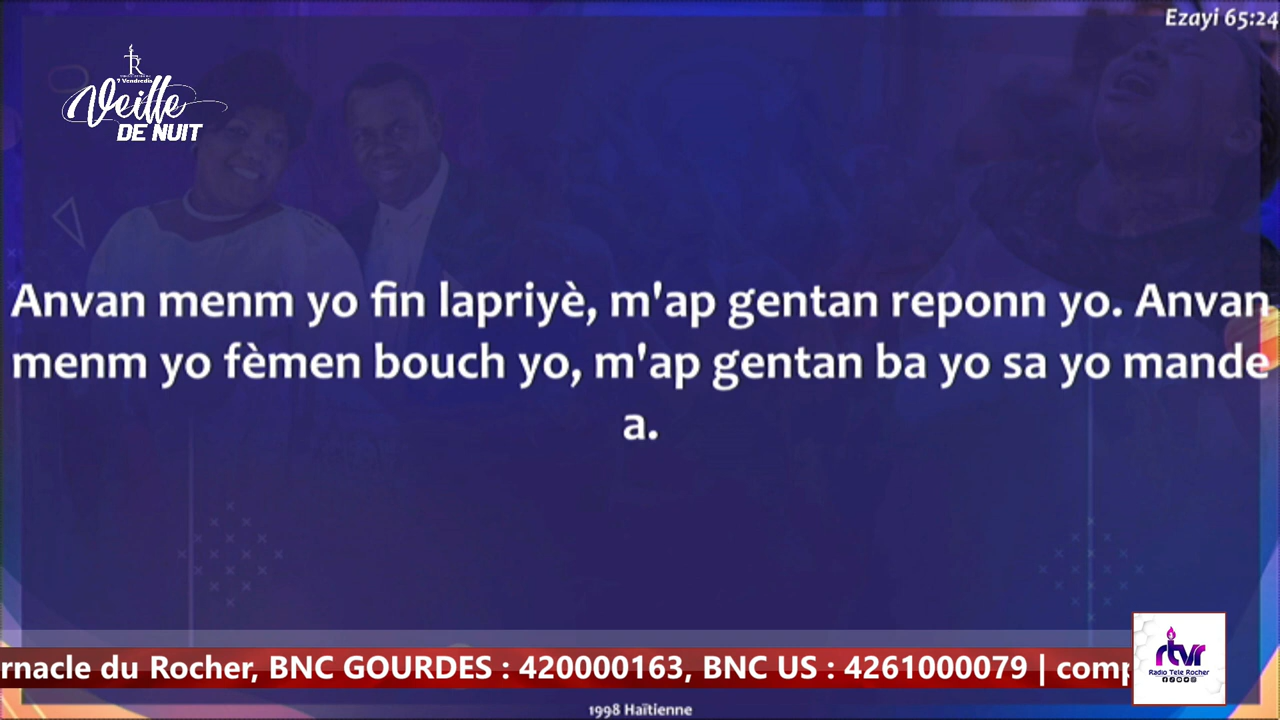 Ezayi 65:24
7 Vendredis
Veille
DE NUIT
Anvan menm yo fin lapriyè, m'ap gentan reponn yo. Anvan
menm yo fèmen bouch yo, m'ap gentan ba yo sa yo mande
a.
rnacle du Rocher, BNC GOURDES : 420000163, BNC US : 4261000079 | comp
rtvr
Radio Tele Rocher
1998 Haïtienne